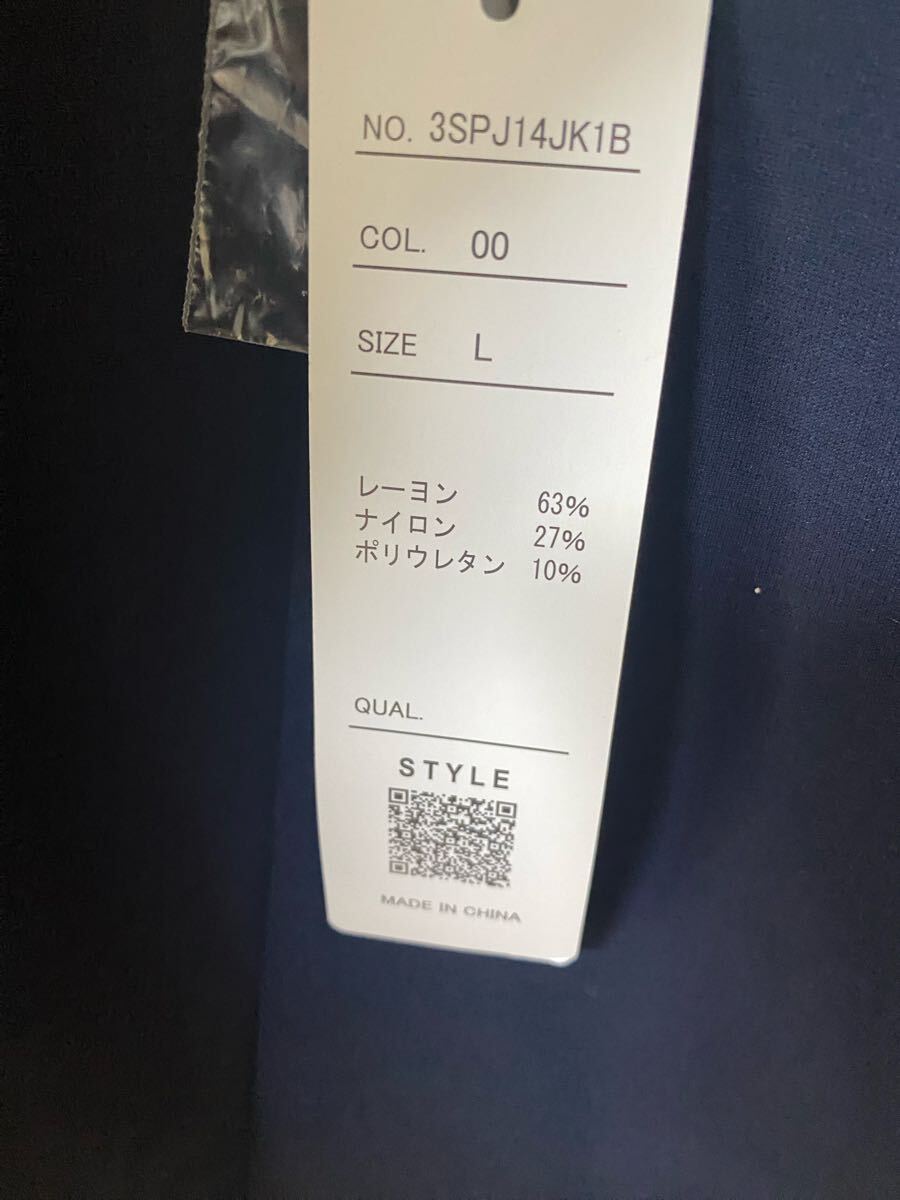 NO. 3SPJ14JK1B
COL. 00
SIZE L
レーヨン 63%
ナイロン 27%
ポリウレタン 10%
QUAL.
STYLE
MADE IN CHINA